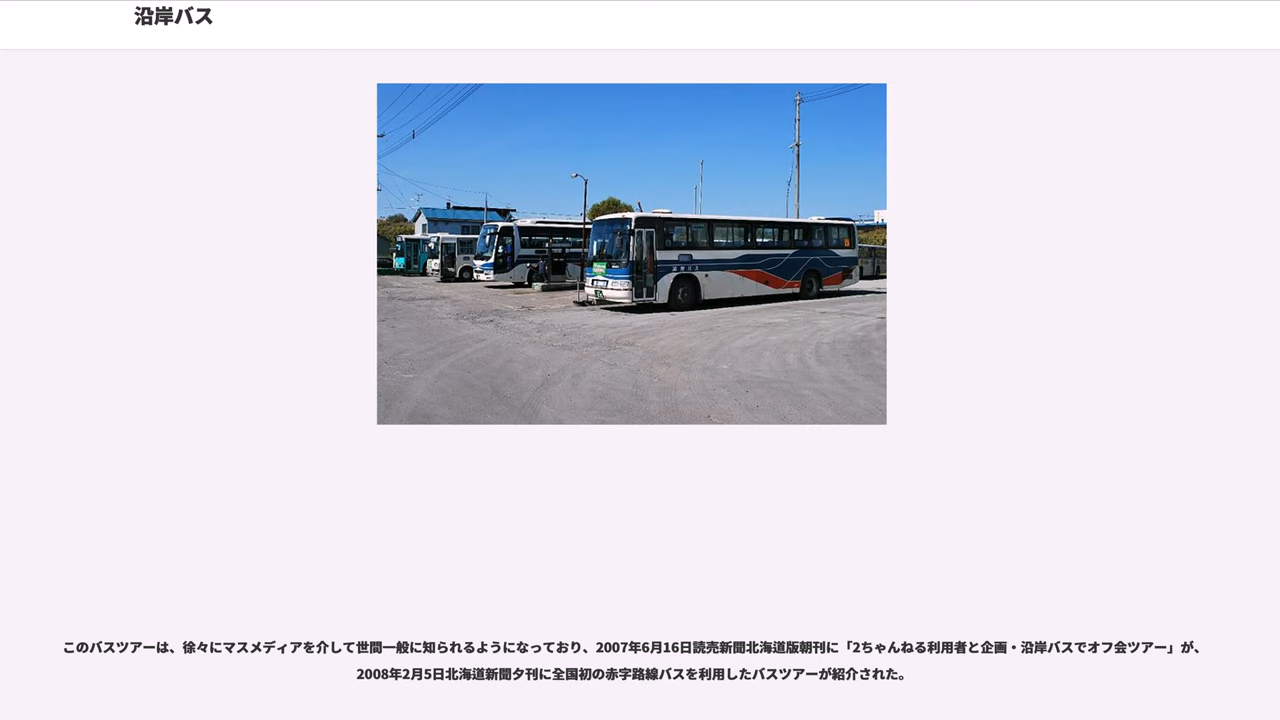 沿岸バス
沿岸バス
このバスツアーは、徐々にマスメディアを介して世間一般に知られるようになっており、2007年6月16日読売新聞北海道版朝刊に「2ちゃんねる利用者と企画・沿岸バスでオフ会ツアー」が、
2008年2月5日北海道新聞夕刊に全国初の赤字路線バスを利用したバスツアーが紹介された。